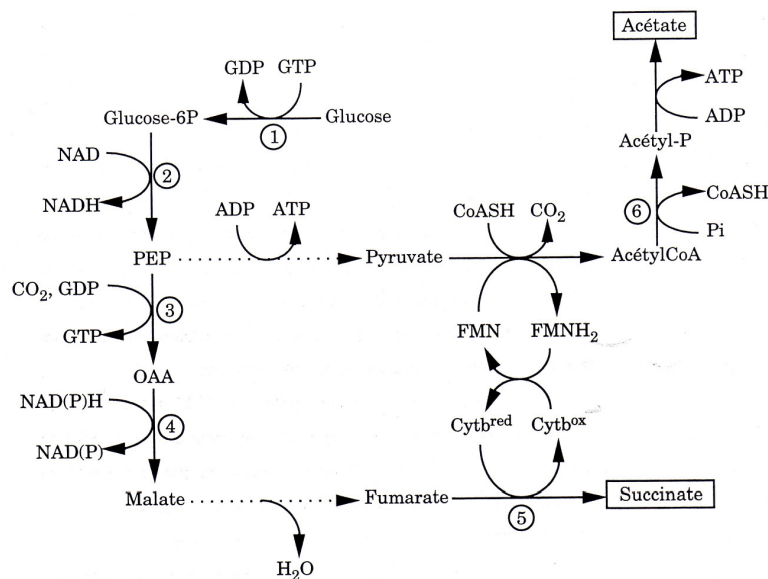 Acétate
GDP GTP
ATP
Glucose-6P Glucose
ADP
1
Acétyl-P
NAD
2
CoASH
NADH
ADP ATP
CoASH CO₂
6
Pi
PEP Pyruvate AcétylCoA
CO₂, GDP
3
GTP
FMN FMNH₂
OAA
NAD(P)H
4
Cytbʳᵉᵈ Cytbᵒˣ
NAD(P)
Malate Fumarate Succinate
5
H₂O